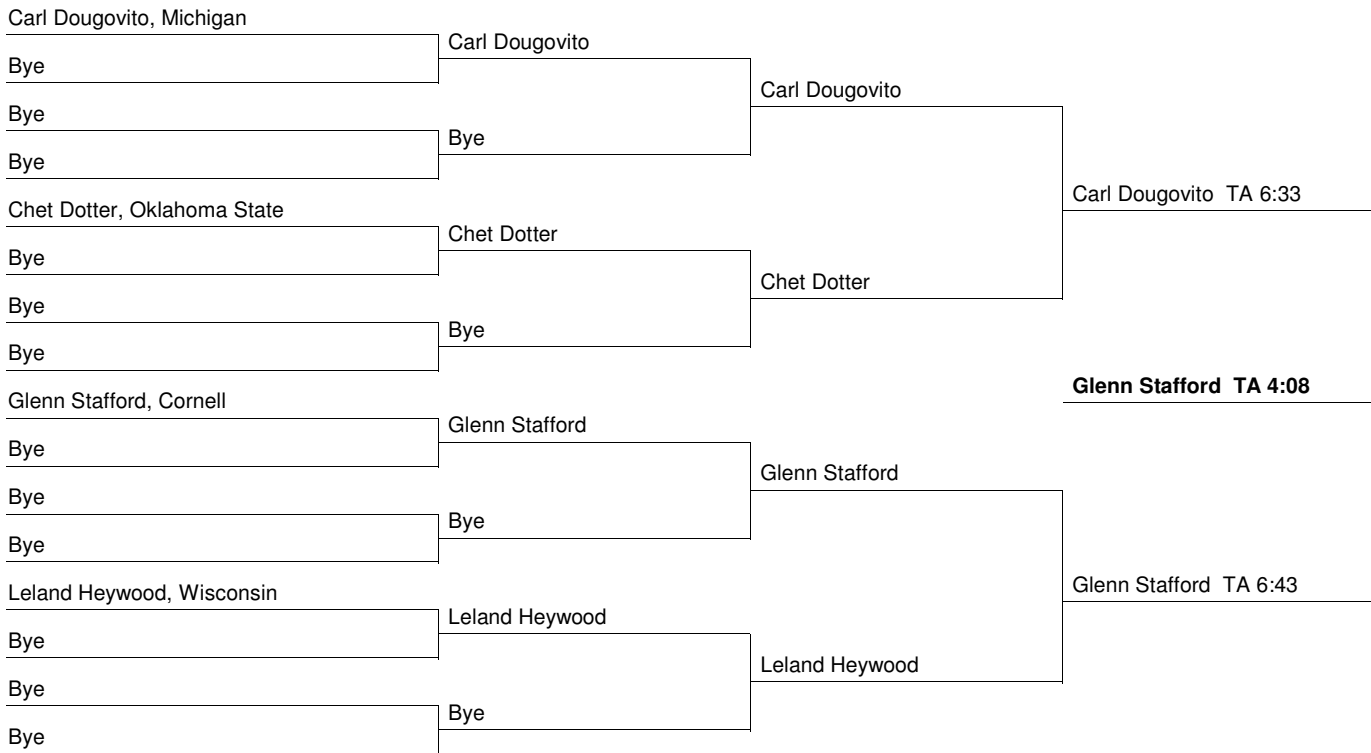 Carl Dougovito, Michigan
Bye
Bye
Bye
Chet Dotter, Oklahoma State
Bye
Bye
Bye
Glenn Stafford, Cornell
Bye
Bye
Bye
Leland Heywood, Wisconsin
Bye
Bye
Bye
Carl Dougovito
Bye
Chet Dotter
Bye
Glenn Stafford
Bye
Leland Heywood
Bye
Carl Dougovito
Chet Dotter
Glenn Stafford
Leland Heywood
Carl Dougovito TA 6:33
Glenn Stafford TA 4:08
Glenn Stafford TA 6:43